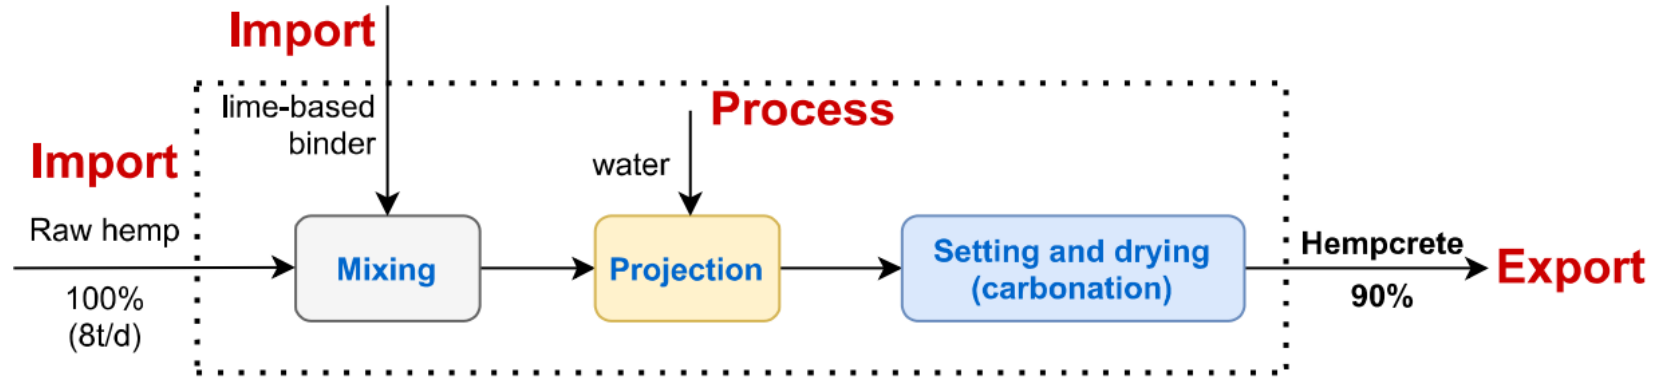 Import
lime-based
binder
Process
water
Import
Raw hemp
100%
(8t/d)
Mixing
Projection
Setting and drying
(carbonation)
Hempcrete
90%
Export